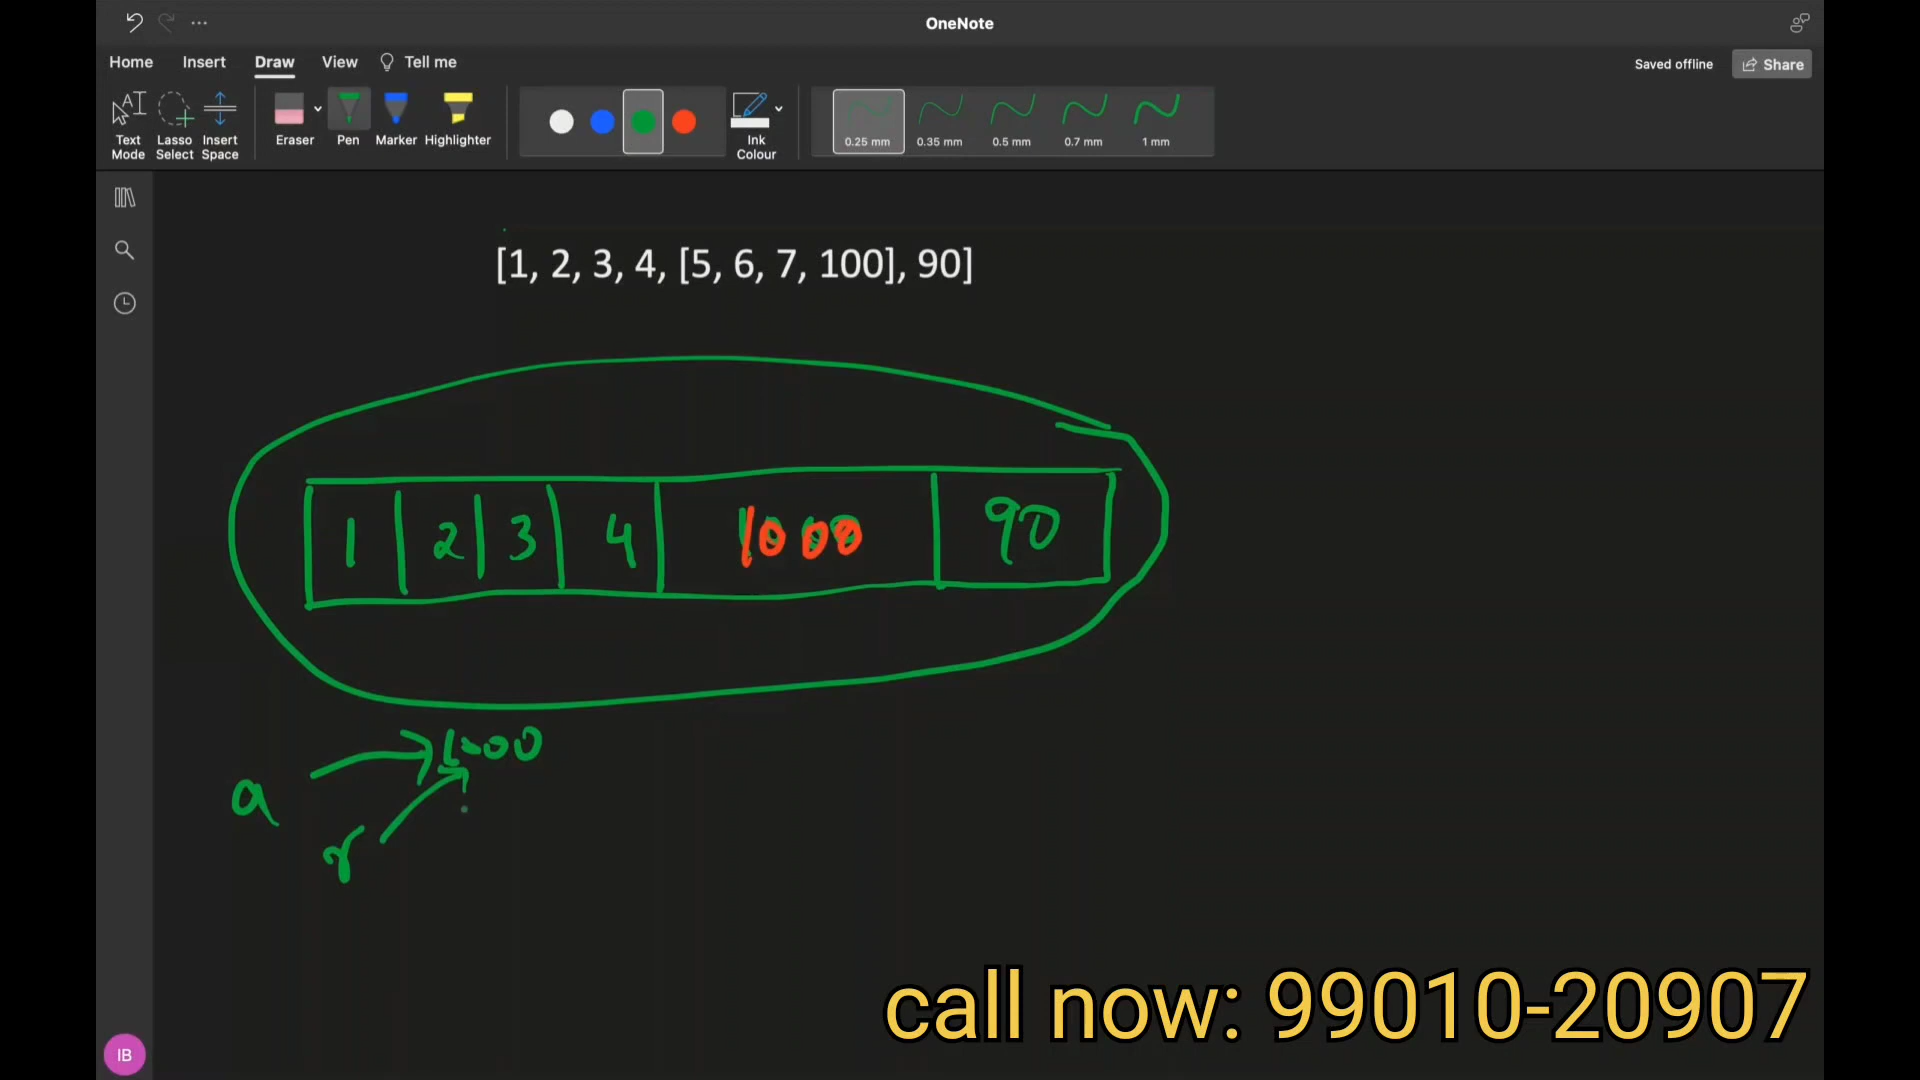 OneNote
Home Insert Draw View Tell me
Saved offline Share
Text Mode
Lasso Select
Insert Space
Eraser
Pen
Marker
Highlighter
Ink Colour
0.25 mm 0.35 mm 0.5 mm 0.7 mm 1 mm
[1, 2, 3, 4, [5, 6, 7, 100], 90]
1 2 3 4 1000 90
1000
a
r
call now: 99010-20907
IB